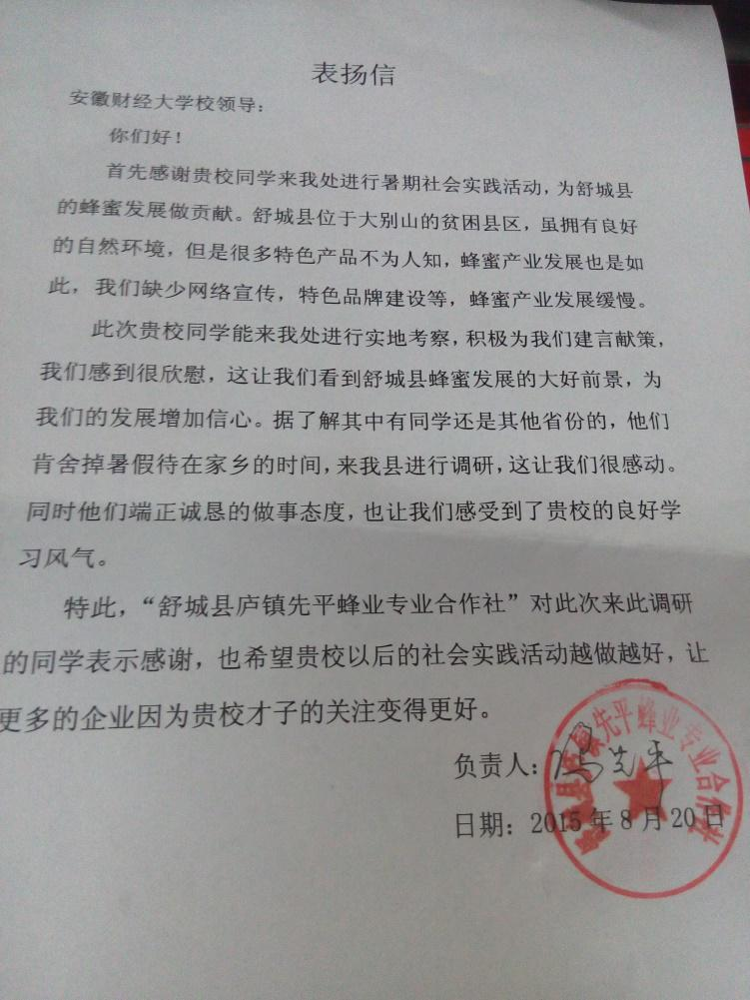 表扬信
安徽财经大学校领导：
你们好！
首先感谢贵校同学来我处进行暑期社会实践活动，为舒城县
的蜂蜜发展做贡献。舒城县位于大别山的贫困县区，虽拥有良好
的自然环境，但是很多特色产品不为人知，蜂蜜产业发展也是如
此，我们缺少网络宣传，特色品牌建设等，蜂蜜产业发展缓慢。
此次贵校同学能来我处进行实地考察，积极为我们建言献策，
我们感到很欣慰，这让我们看到舒城县蜂蜜发展的大好前景，为
我们的发展增加信心。据了解其中有同学还是其他省份的，他们
肯舍掉暑假待在家乡的时间，来我县进行调研，这让我们很感动。
同时他们端正诚恳的做事态度，也让我们感受到了贵校的良好学
习风气。
特此，“舒城县庐镇先平蜂业专业合作社”对此次来此调研
的同学表示感谢，也希望贵校以后的社会实践活动越做越好，让
更多的企业因为贵校才子的关注变得更好。
负责人：先平
日期：2015年8月20日
舒城县庐镇先平蜂业专业合作社